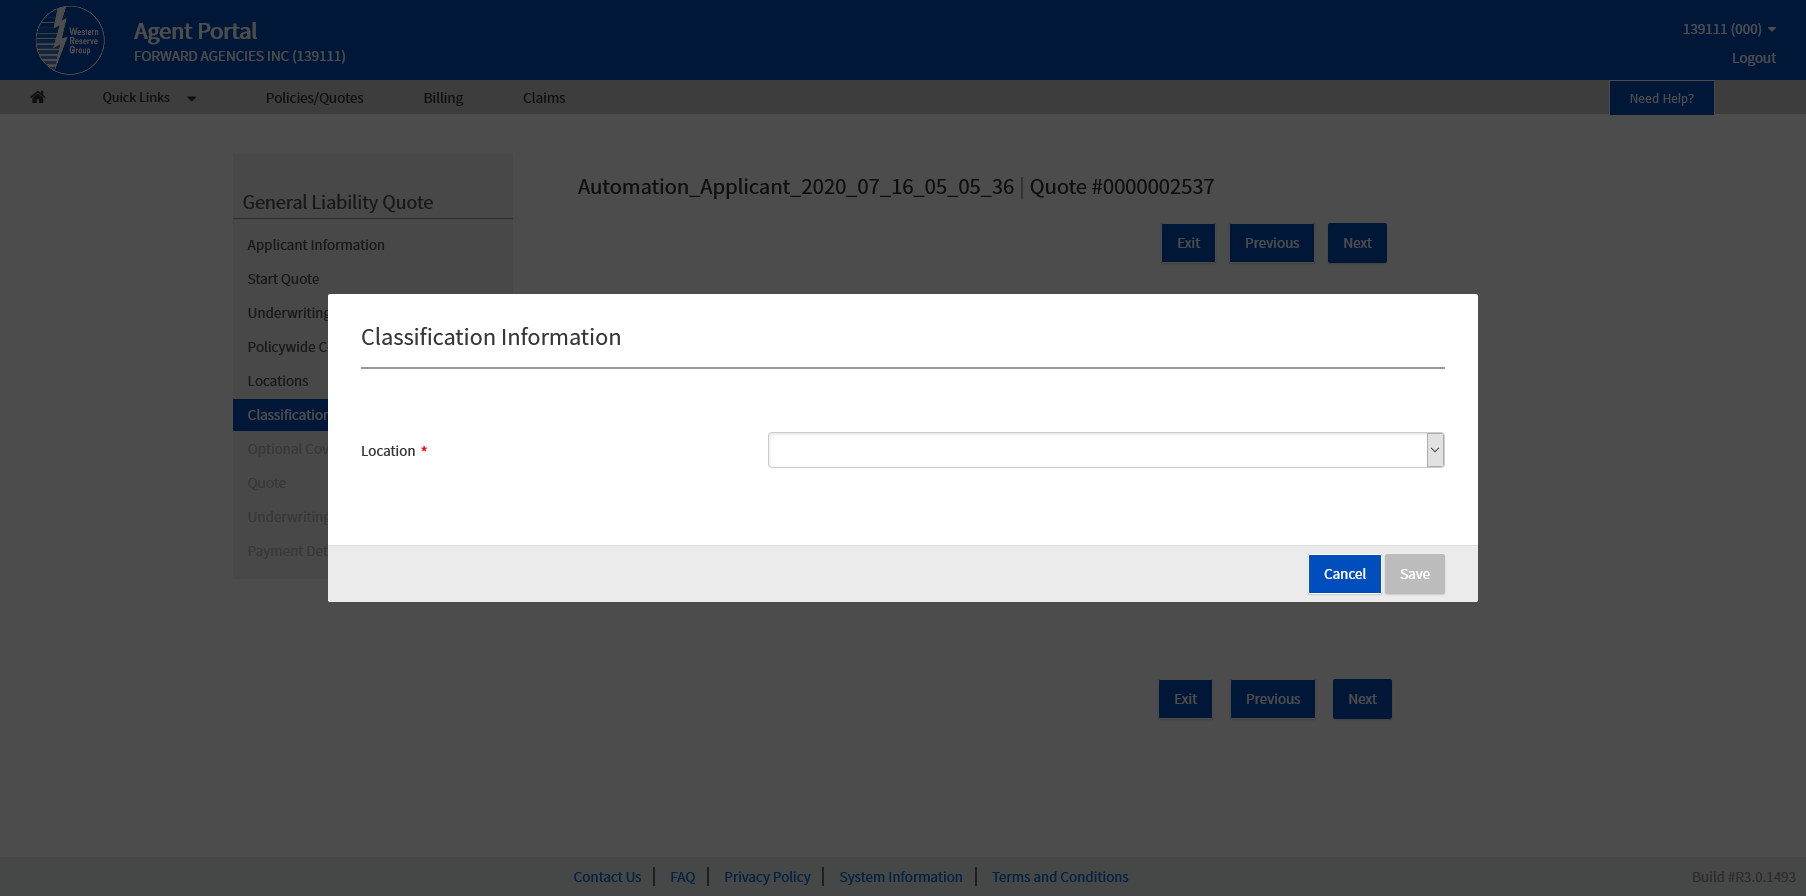 Western
Reserve
Group
Agent Portal
FORWARD AGENCIES INC (139111)
139111 (000)
Logout
Quick Links
Policies/Quotes
Billing
Claims
Need Help?
General Liability Quote
Applicant Information
Start Quote
Underwriting
Policywide C
Locations
Classification
Optional Cov
Quote
Underwriting
Payment Det
Automation_Applicant_2020_07_16_05_05_36 | Quote #0000002537
Exit Previous Next
Classification Information
Location *
Cancel Save
Exit Previous Next
Contact Us | FAQ | Privacy Policy | System Information | Terms and Conditions
Build #R3.0.1493